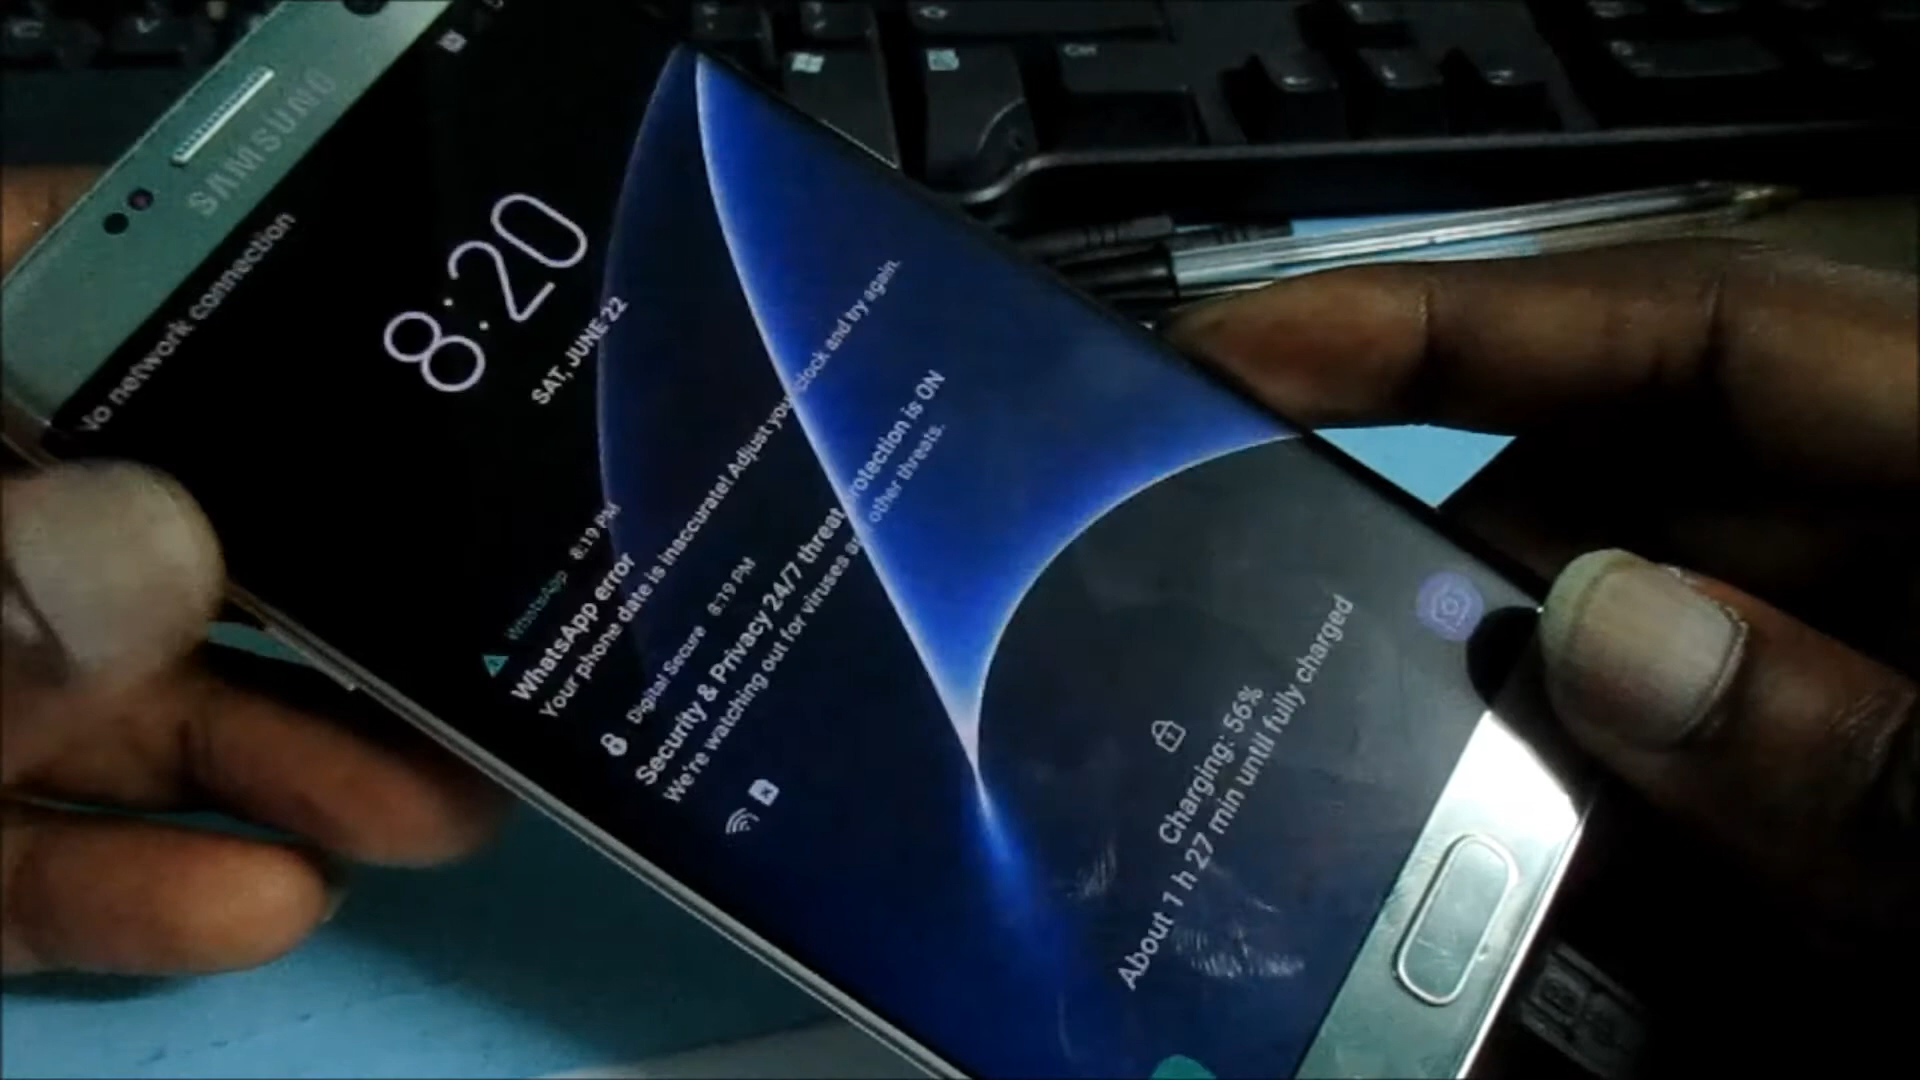 SAMSUNG
No network connection
8:20
SAT, JUNE 22
WhatsApp 8:19 PM
WhatsApp error
Your phone date is inaccurate! Adjust your clock and try again.
Digital Secure 8:19 PM
Security & Privacy 24/7 threat protection is ON
We're watching out for viruses and other threats.
Charging: 56%
About 1 h 27 min until fully charged